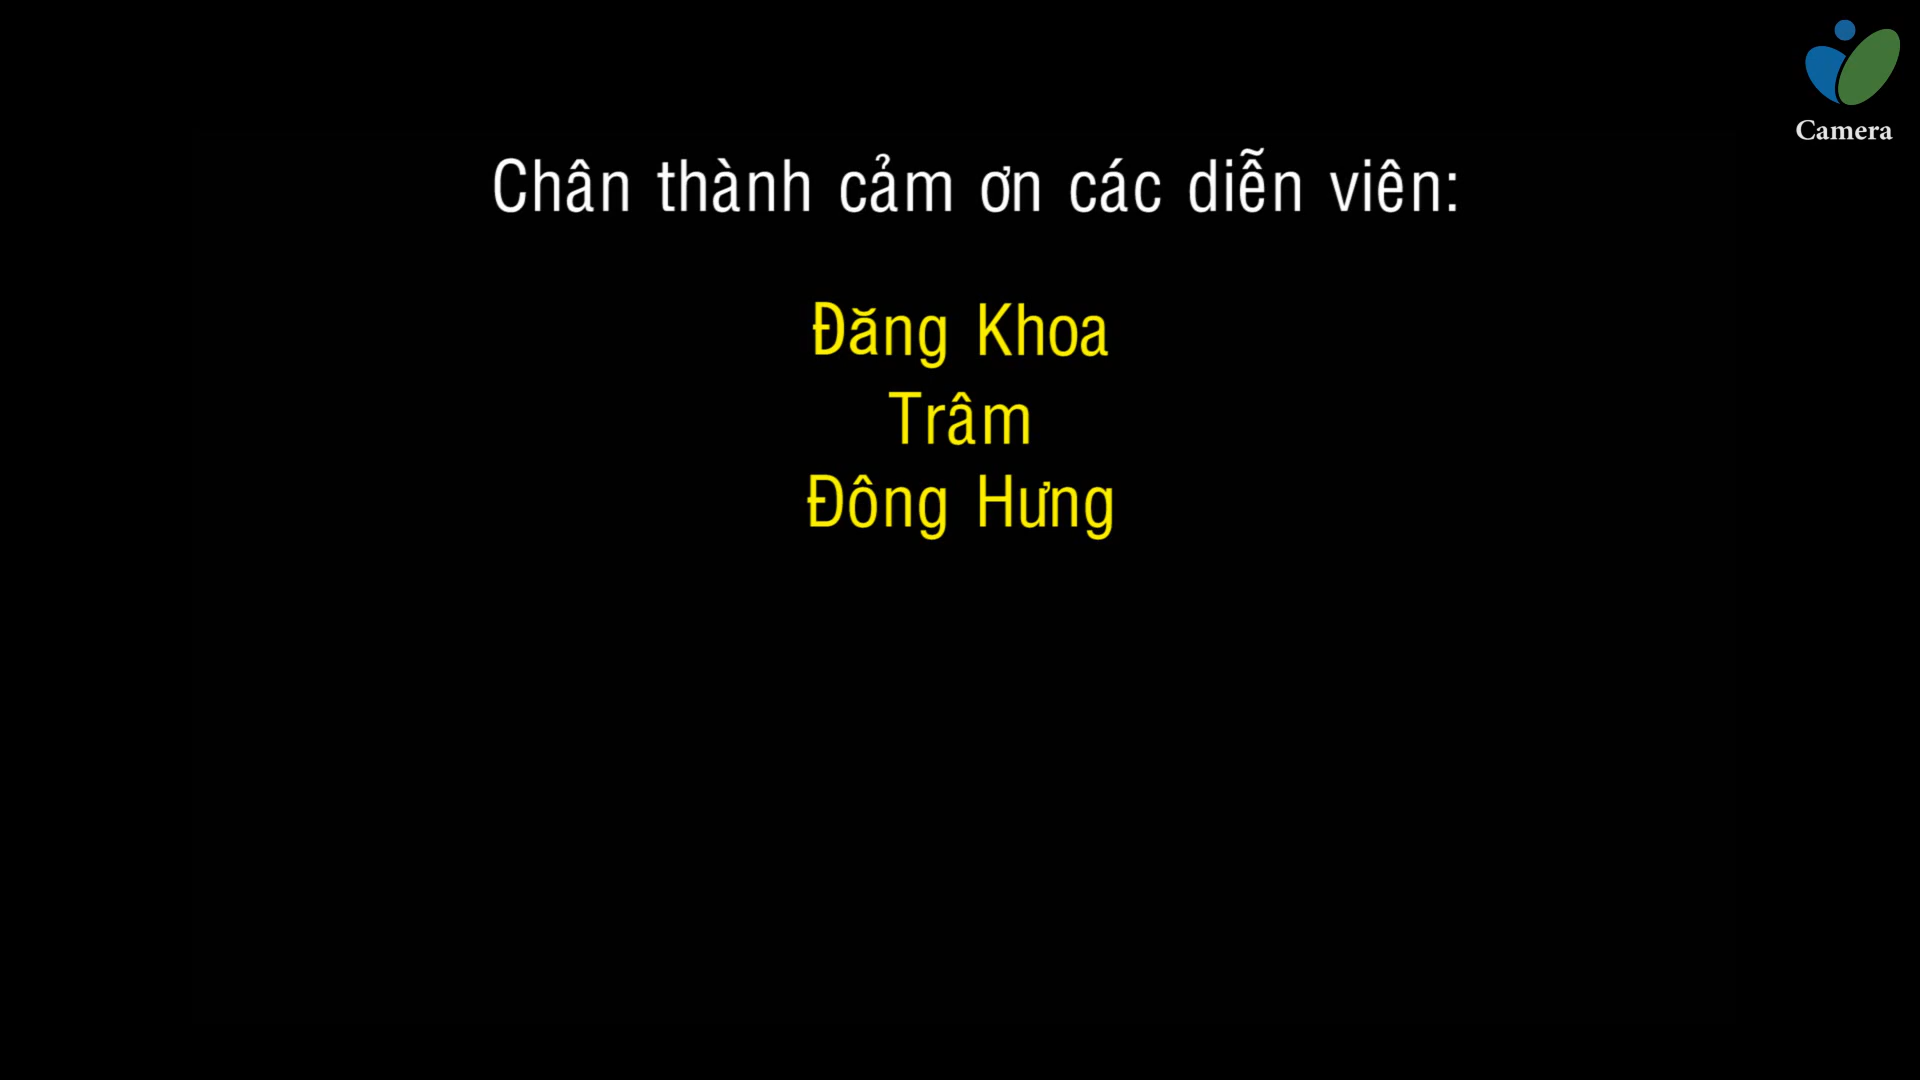 Camera
Chân thành cảm ơn các diễn viên:
Đăng Khoa
Trâm
Đông Hưng